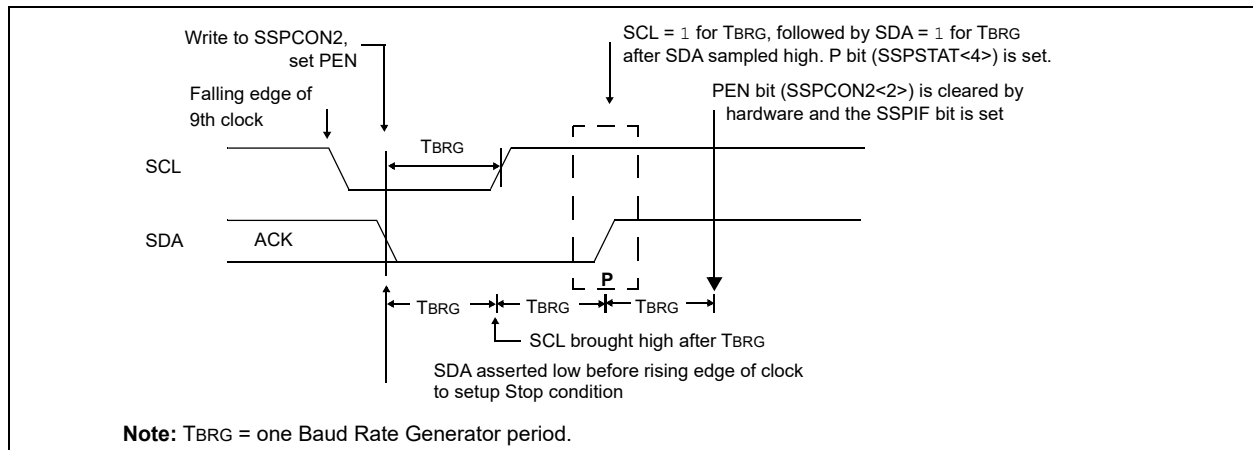 Write to SSPCON2,
set PEN
SCL = 1 for TBRG, followed by SDA = 1 for TBRG
after SDA sampled high. P bit (SSPSTAT<4>) is set.
Falling edge of
9th clock
PEN bit (SSPCON2<2>) is cleared by
hardware and the SSPIF bit is set
TBRG
SCL
SDA
ACK
P
TBRG
TBRG
TBRG
SCL brought high after TBRG
SDA asserted low before rising edge of clock
to setup Stop condition
Note: TBRG = one Baud Rate Generator period.